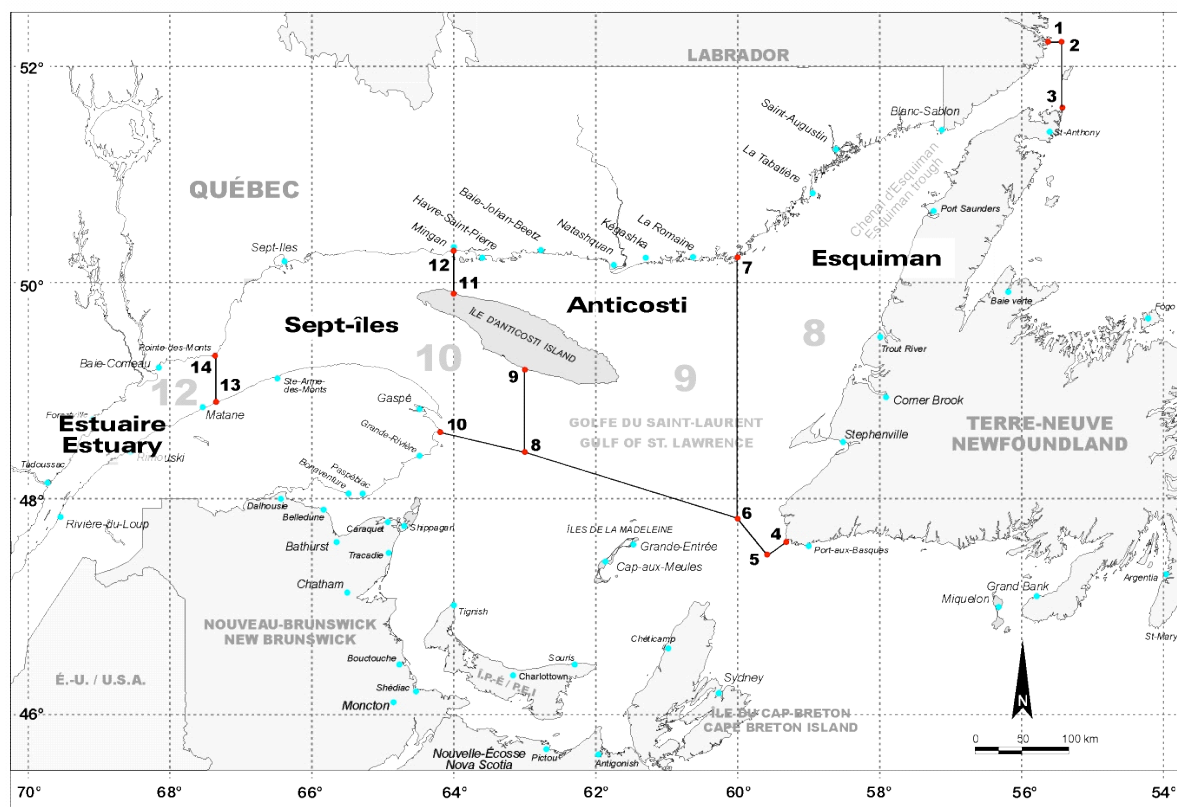 1
2
LABRADOR
52°
3
Saint-Augustin
Blanc-Sablon
St-Anthony
La Tabatière
QUÉBEC
Chenal d'Esquiman
Esquiman trough
Port Saunders
Baie-Johan-Beetz
Havre-Saint-Pierre
Mingan
Natashquan
Kégashka
La Romaine
Sept-Iles
12
7
Esquiman
50°
11
Anticosti
Baie verte
Fogo
Sept-îles
ÎLE D'ANTICOSTI ISLAND
8
Trout River
Pointe-des-Monts
Baie-Comeau
14
10
9
9
12
13
Ste-Anne-
des-Monts
Matane
Gaspé
Corner Brook
Estuaire
Estuary
10
GOLFE DU SAINT-LAURENT
GULF OF ST. LAWRENCE
TERRE-NEUVE
NEWFOUNDLAND
Stephenville
Rimouski
Grande-Rivière
8
Tadoussac
Paspébiac
Bonaventure
48°
Dalhousie
Belledune
6
Rivière-du-Loup
Caraquet
Shippagan
ÎLES DE LA MADELEINE
4
Bathurst
Grande-Entrée
Port-aux-Basques
Tracadie
5
Cap-aux-Meules
Argentia
Chatham
Grand Bank
Miquelon
Tignish
NOUVEAU-BRUNSWICK
NEW BRUNSWICK
St-Mary
Chéticamp
Bouctouche
Souris
É.-U. / U.S.A.
Î.P.-É / P.E.I
Charlottown
Shédiac
Sydney
Moncton
N
46°
ÎLE DU CAP-BRETON
CAPE BRETON ISLAND
Nouvelle-Écosse
Nova Scotia
Pictou
Antigonish
0 50 100 km
70° 68° 66° 64° 62° 60° 58° 56° 54°